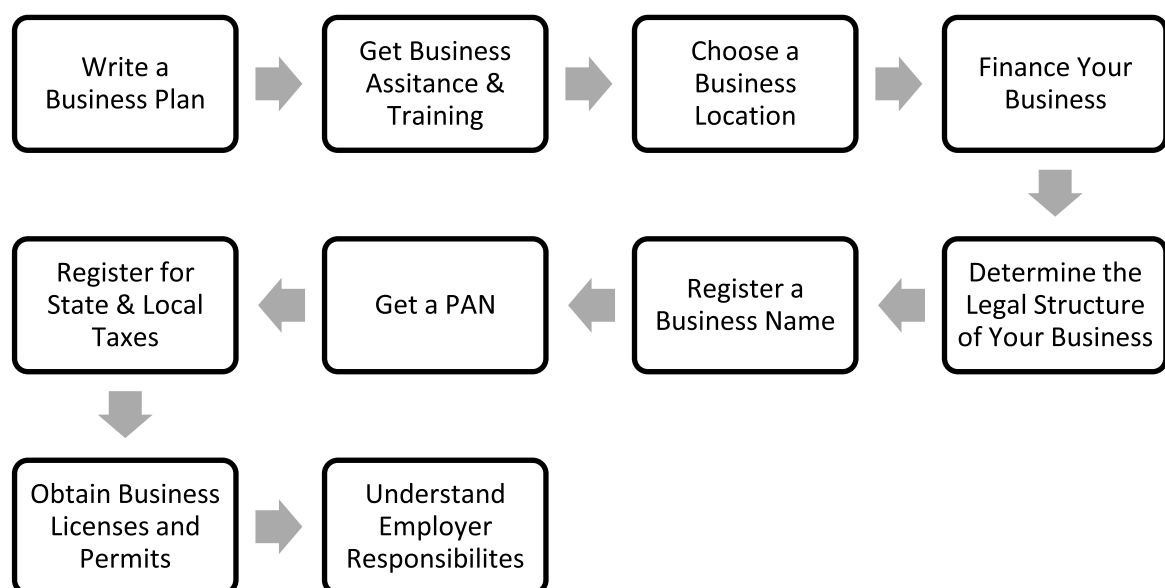 Write a
Business Plan
Get Business
Assitance &
Training
Choose a
Business
Location
Finance Your
Business
Determine the
Legal Structure
of Your Business
Register a
Business Name
Get a PAN
Register for
State & Local
Taxes
Obtain Business
Licenses and
Permits
Understand
Employer
Responsibilites